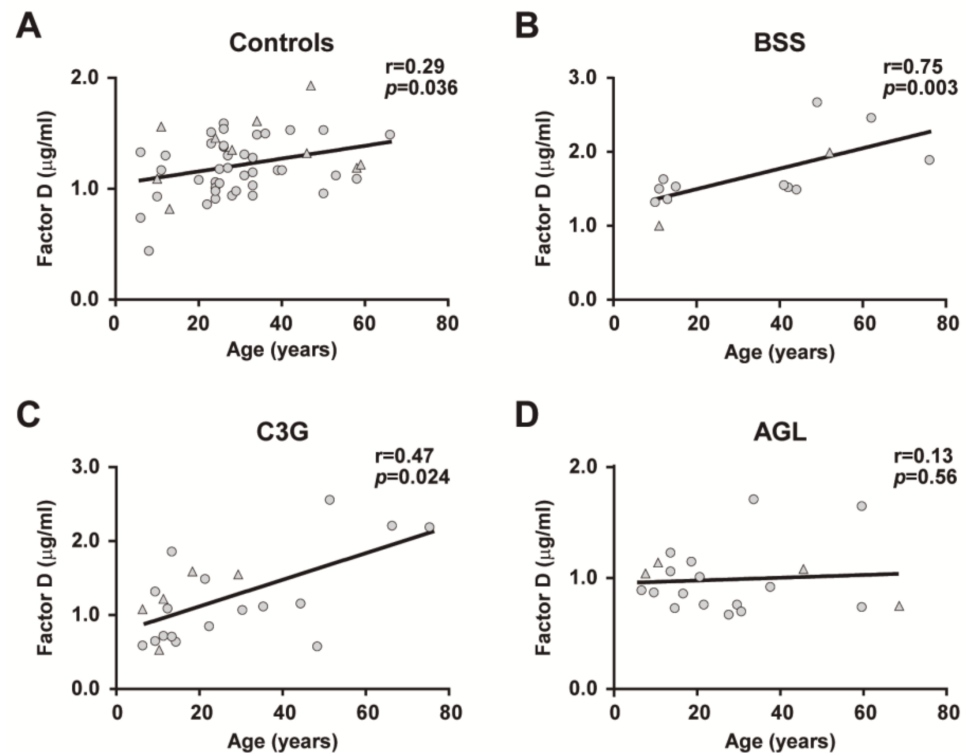 A
Controls
r=0.29
p=0.036
Factor D (μg/ml)
2.0
1.0
0.0
0 20 40 60 80
Age (years)
B
BSS
r=0.75
p=0.003
Factor D (μg/ml)
3.0
2.0
1.0
0.0
0 20 40 60 80
Age (years)
C
C3G
r=0.47
p=0.024
Factor D (μg/ml)
3.0
2.0
1.0
0.0
0 20 40 60 80
Age (years)
D
AGL
r=0.13
p=0.56
Factor D (μg/ml)
2.0
1.0
0.0
0 20 40 60 80
Age (years)